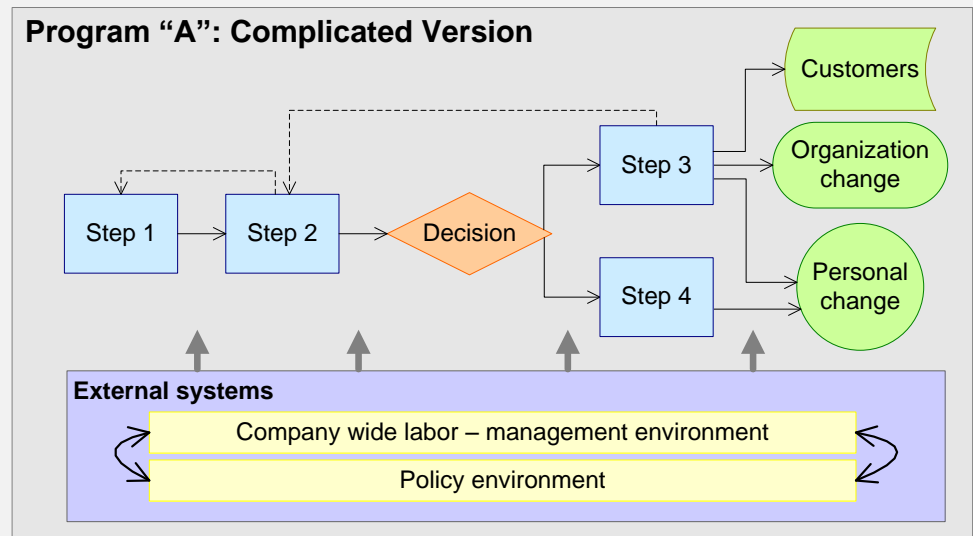 Program “A”: Complicated Version
Customers
Organization
change
Step 3
Step 1
Step 2
Decision
Step 4
Personal
change
External systems
Company wide labor – management environment
Policy environment